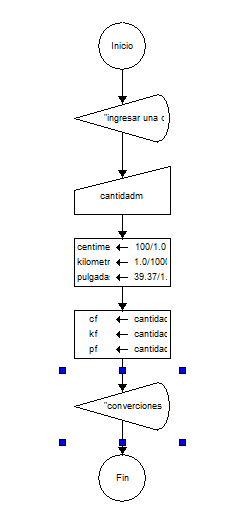 Inicio
"ingresar una c
cantidadm
centime ← 100/1.0
kilometr ← 1.0/1000
pulgada ← 39.37/1.
cf ← cantidad
kf ← cantidad
pf ← cantidad
"converciones
Fin